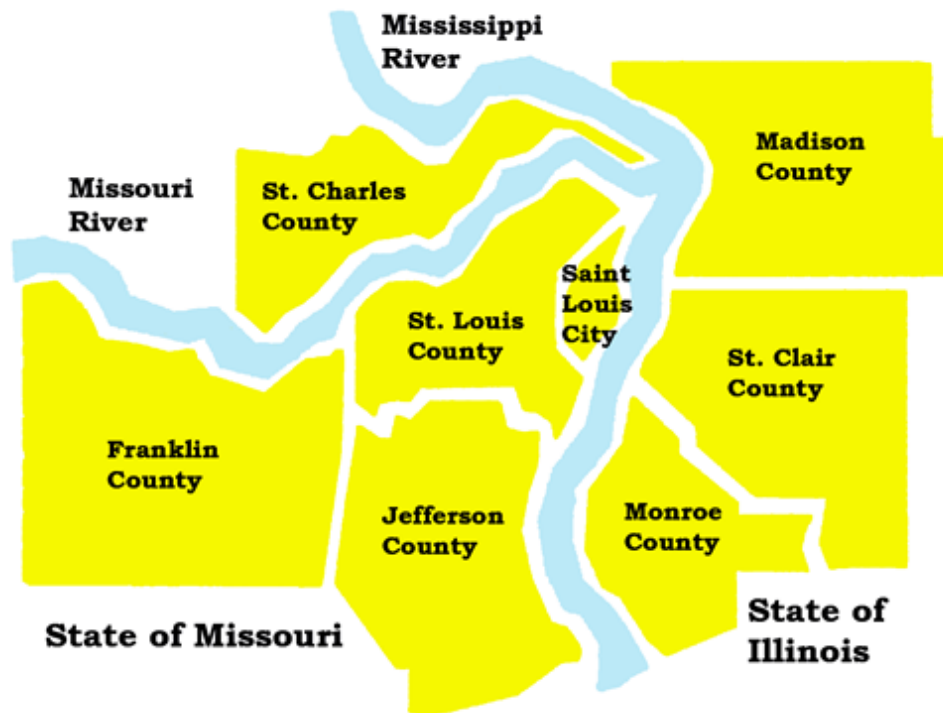 Mississippi
River
Madison
County
Missouri
River
St. Charles
County
Saint
Louis
City
St. Louis
County
St. Clair
County
Franklin
County
Jefferson
County
Monroe
County
State of Missouri
State of
Illinois